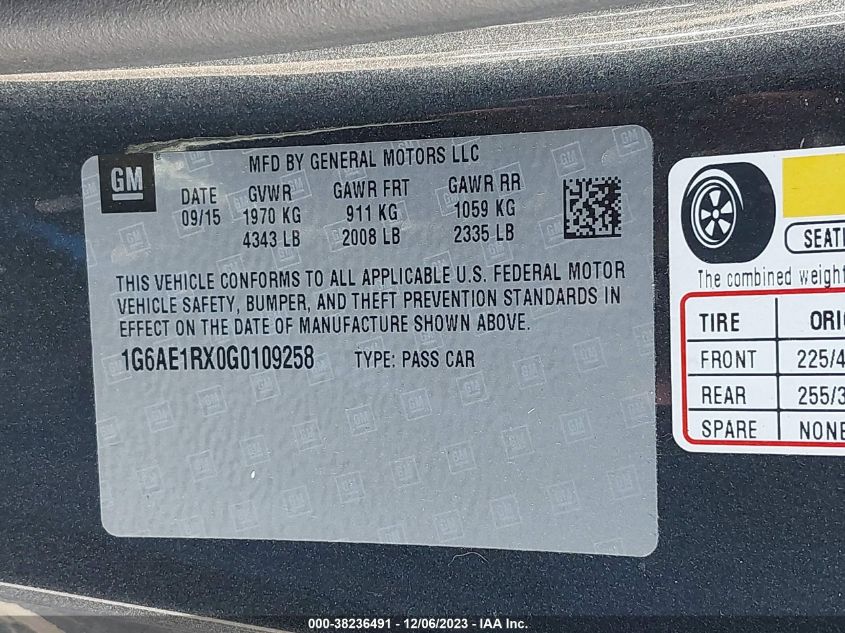 GM
MFD BY GENERAL MOTORS LLC
DATE GVWR GAWR FRT GAWR RR
09/15 1970 KG 911 KG 1059 KG
4343 LB 2008 LB 2335 LB
THIS VEHICLE CONFORMS TO ALL APPLICABLE U.S. FEDERAL MOTOR
VEHICLE SAFETY, BUMPER, AND THEFT PREVENTION STANDARDS IN
EFFECT ON THE DATE OF MANUFACTURE SHOWN ABOVE.
1G6AE1RX0G0109258 TYPE: PASS CAR
SEATI
The combined weight
TIRE ORI
FRONT 225/4
REAR 255/3
SPARE NONE
000-38236491 - 12/06/2023 - IAA Inc.